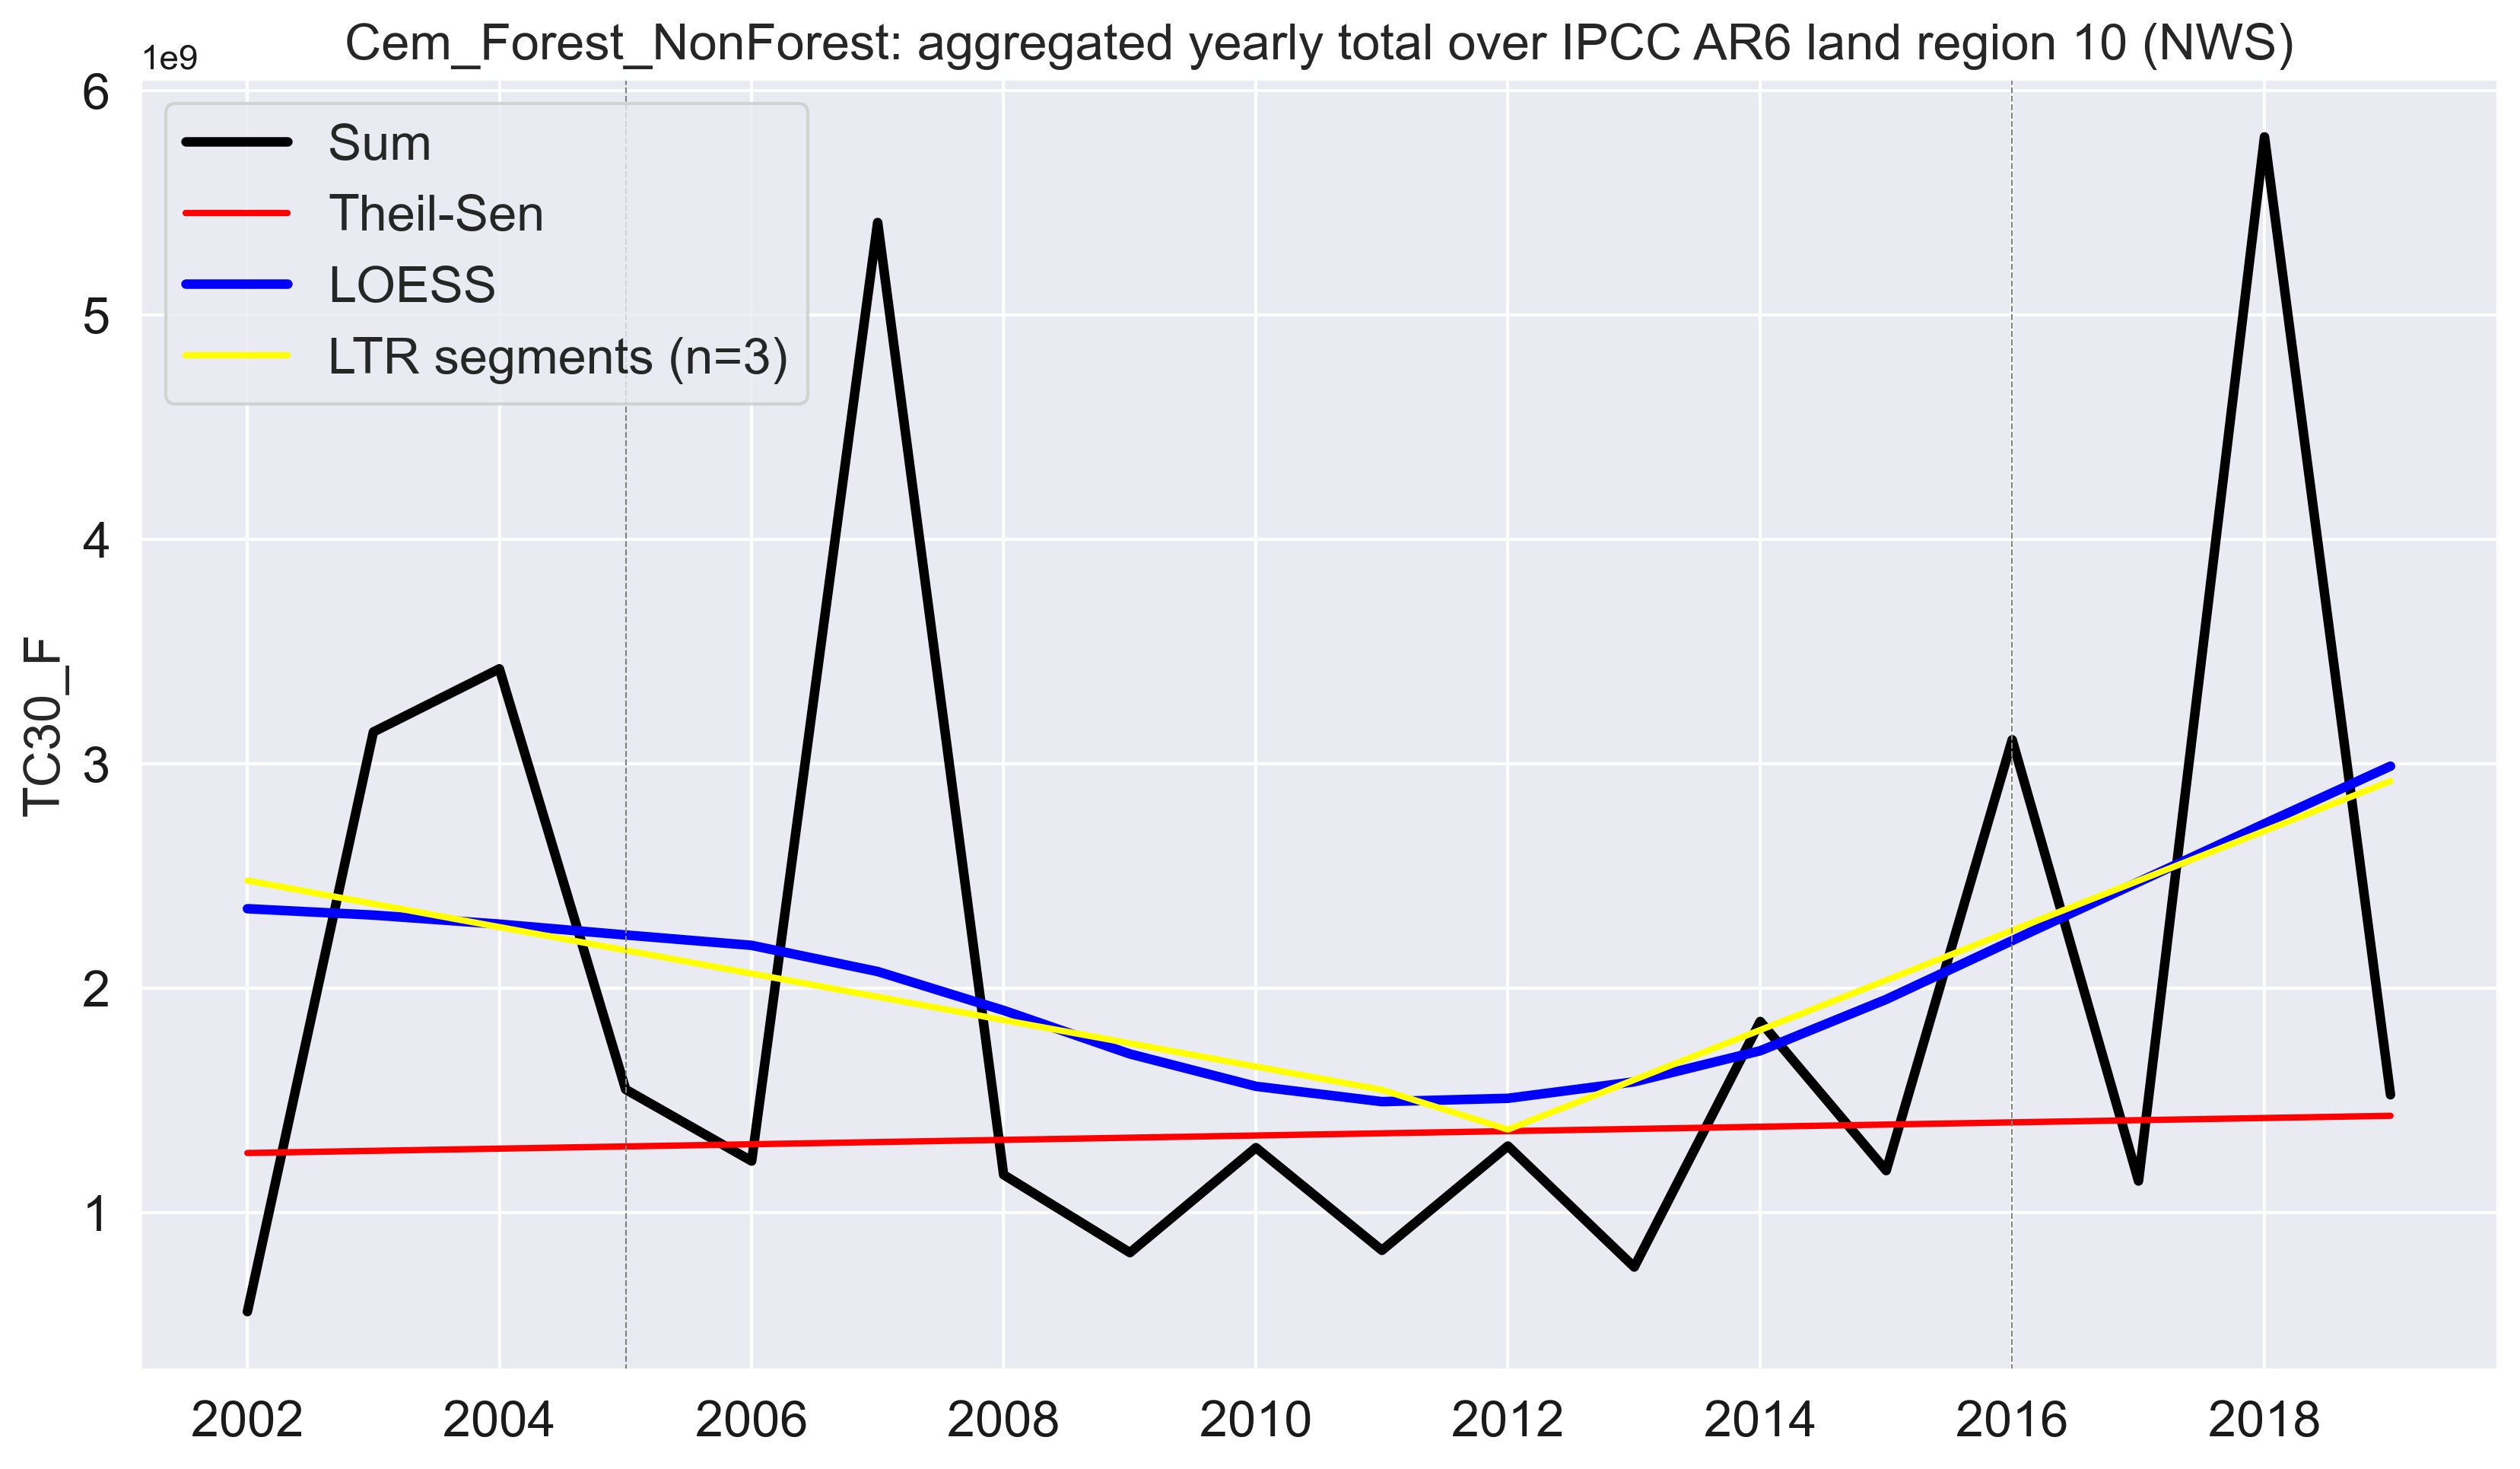 Cem_Forest_NonForest: aggregated yearly total over IPCC AR6 land region 10 (NWS)
1e9
6
5
4
3
2
1
TC30_F
Sum
Theil-Sen
LOESS
LTR segments (n=3)
2002 2004 2006 2008 2010 2012 2014 2016 2018